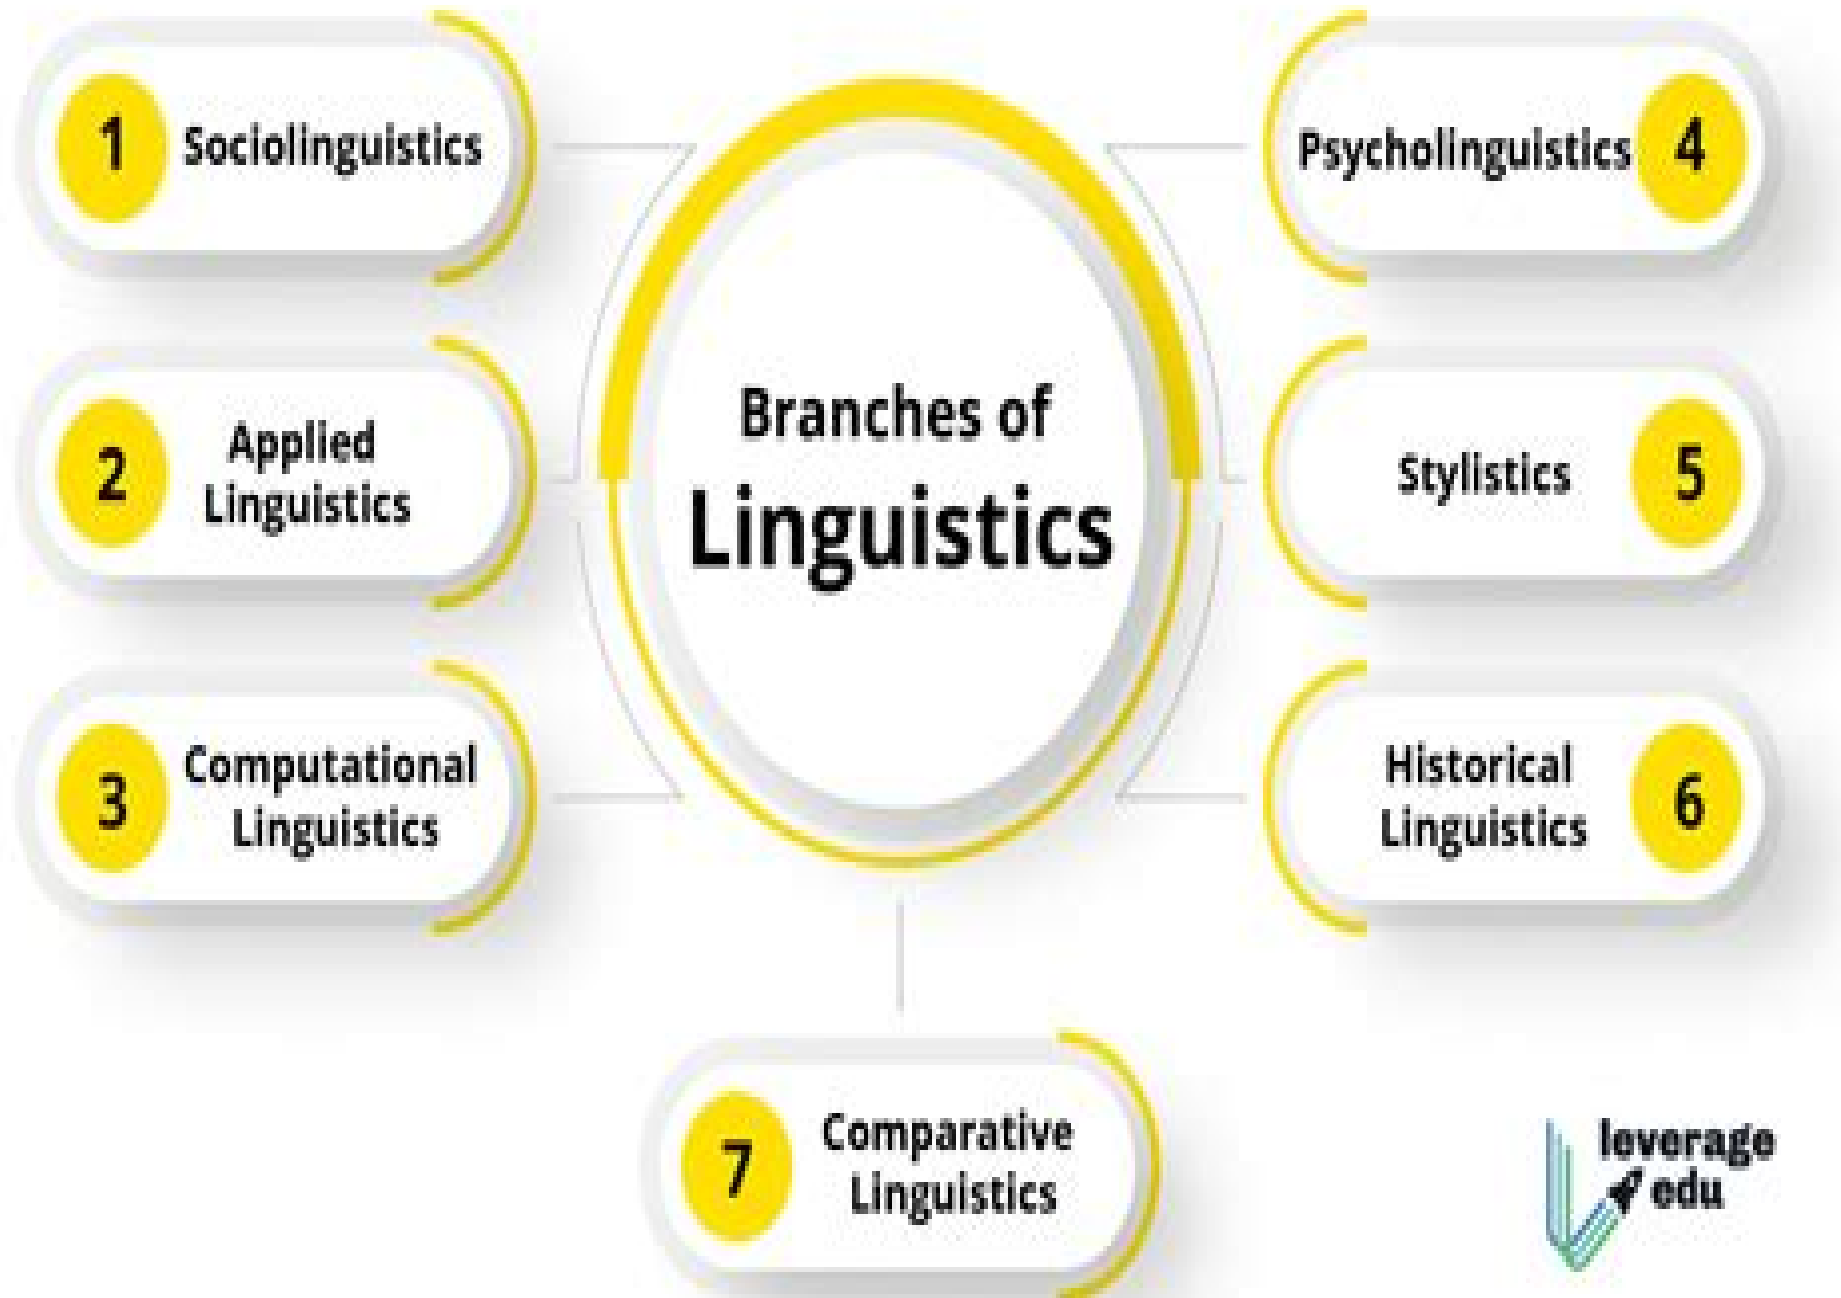 Branches of
Linguistics
1
Sociolinguistics
2
Applied
Linguistics
3
Computational
Linguistics
Psycholinguistics
4
Stylistics
5
Historical
Linguistics
6
7
Comparative
Linguistics
leverage
edu